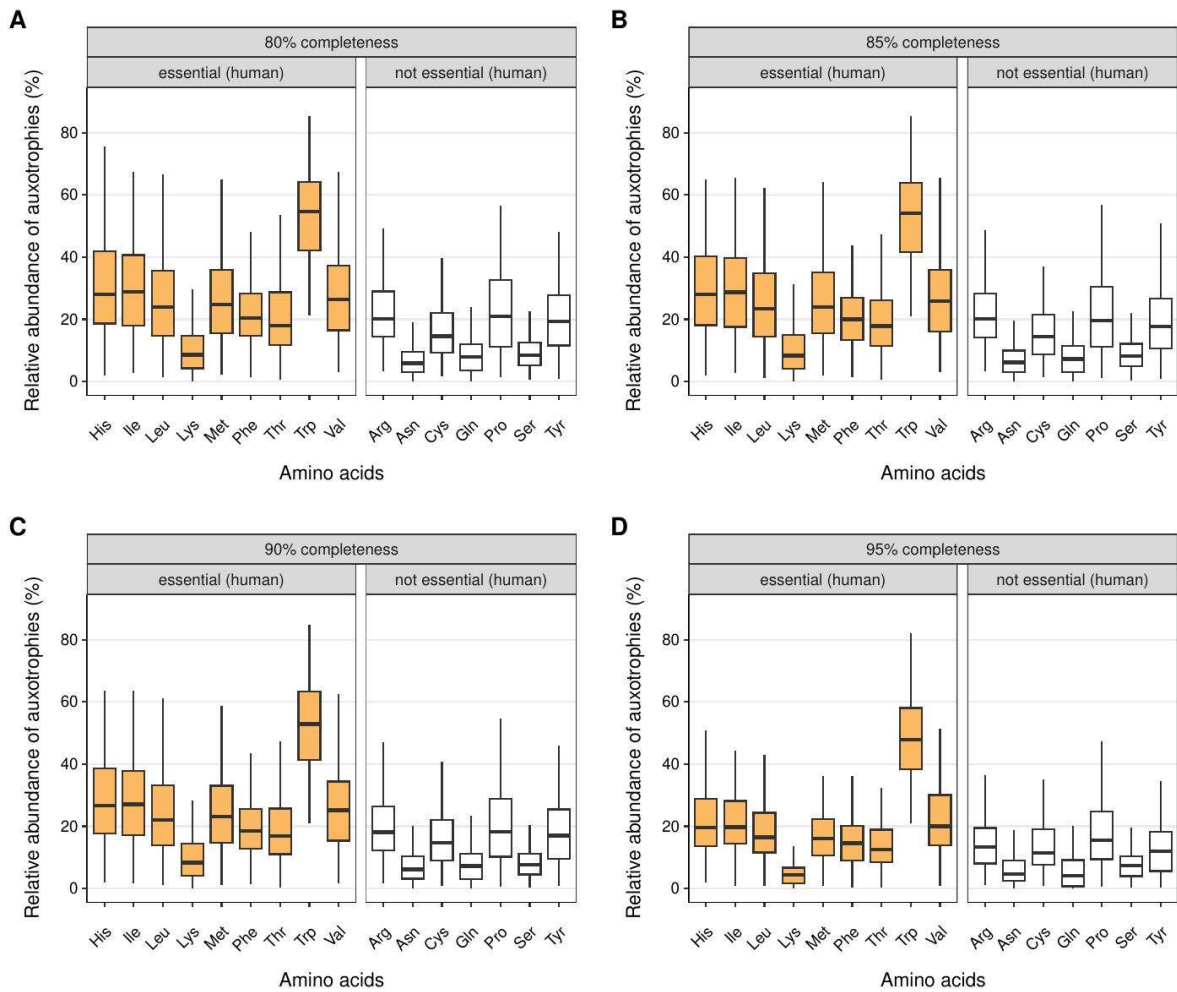 A
80% completeness
essential (human) not essential (human)
Relative abundance of auxotrophies (%)
80
60
40
20
0
His Ile Leu Lys Met Phe Thr Trp Val Arg Asn Cys Gln Pro Ser Tyr
Amino acids
B
85% completeness
essential (human) not essential (human)
Relative abundance of auxotrophies (%)
80
60
40
20
0
His Ile Leu Lys Met Phe Thr Trp Val Arg Asn Cys Gln Pro Ser Tyr
Amino acids
C
90% completeness
essential (human) not essential (human)
Relative abundance of auxotrophies (%)
80
60
40
20
0
His Ile Leu Lys Met Phe Thr Trp Val Arg Asn Cys Gln Pro Ser Tyr
Amino acids
D
95% completeness
essential (human) not essential (human)
Relative abundance of auxotrophies (%)
80
60
40
20
0
His Ile Leu Lys Met Phe Thr Trp Val Arg Asn Cys Gln Pro Ser Tyr
Amino acids